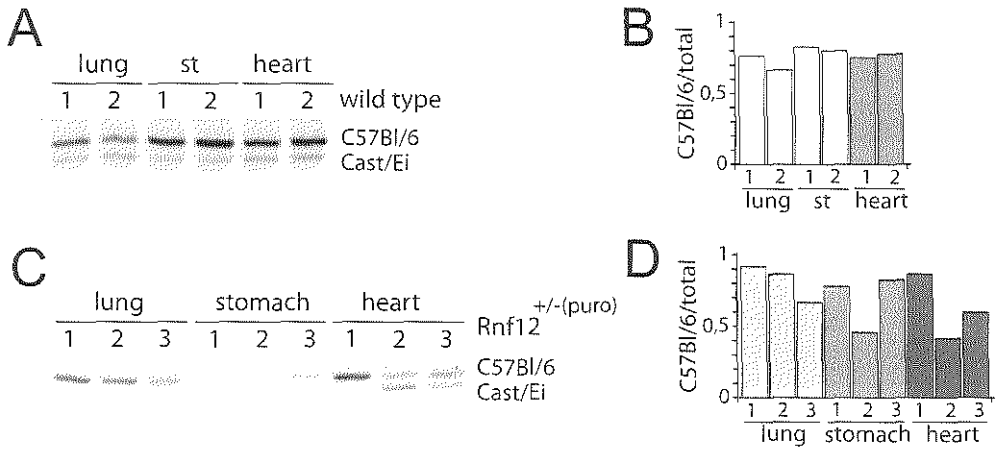 A
lung st heart
1 2 1 2 1 2 wild type
C57Bl/6
Cast/Ei
B
C57Bl/6/total
1
0,5
0
1 2 1 2 1 2
lung st heart
C
lung stomach heart
1 2 3 1 2 3 1 2 3
Rnf12+/-(puro)
C57Bl/6
Cast/Ei
D
C57Bl/6/total
1
0,5
0
1 2 3 1 2 3 1 2 3
lung stomach heart